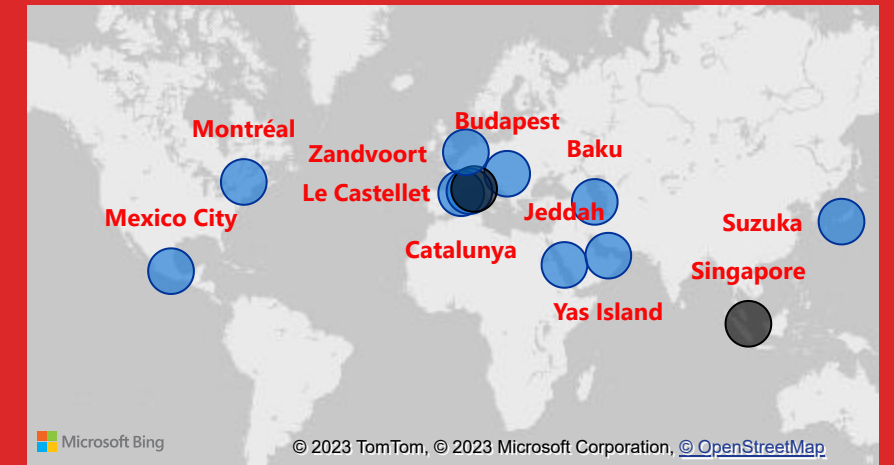 Budapest
Montréal
Zandvoort
Baku
Le Castellet
Mexico City
Jeddah
Suzuka
Catalunya
Singapore
Yas Island
Microsoft Bing
© 2023 TomTom, © 2023 Microsoft Corporation, © OpenStreetMap